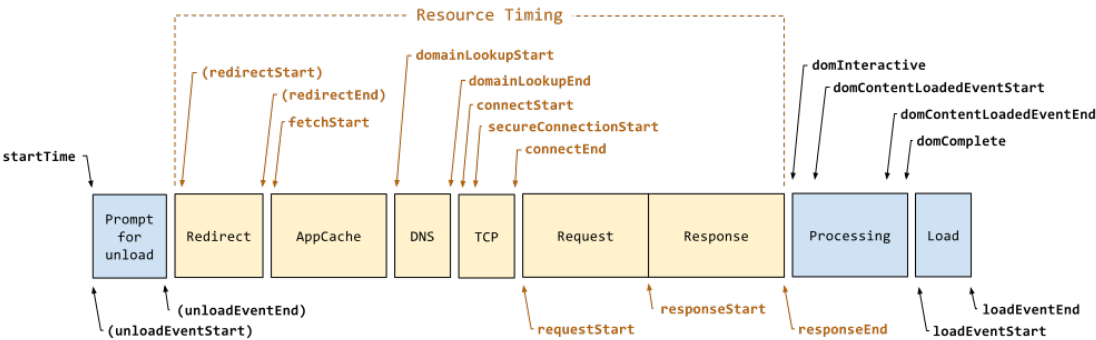 Resource Timing
domainLookupStart
domInteractive
(redirectStart)
domainLookupEnd
domContentLoadedEventStart
(redirectEnd)
connectStart
fetchStart
secureConnectionStart
domContentLoadedEventEnd
connectEnd
domComplete
startTime
Prompt
for
unload
Redirect
AppCache
DNS
TCP
Request
Response
Processing
Load
(unloadEventEnd)
(unloadEventStart)
requestStart
responseStart
responseEnd
loadEventEnd
loadEventStart